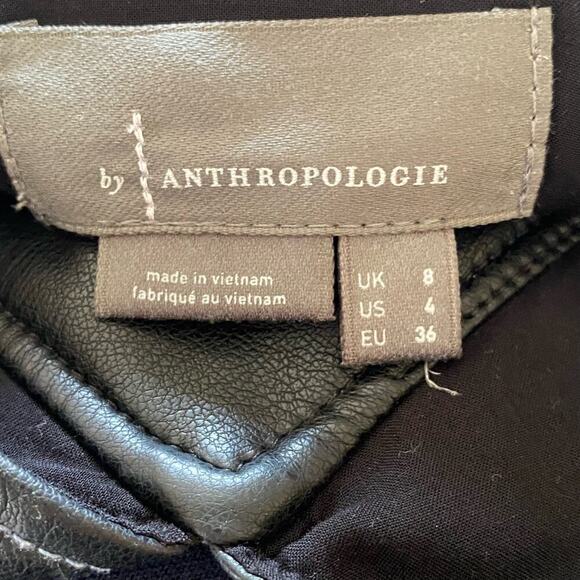 by ANTHROPOLOGIE
made in vietnam
fabriqué au vietnam
UK 8
US 4
EU 36